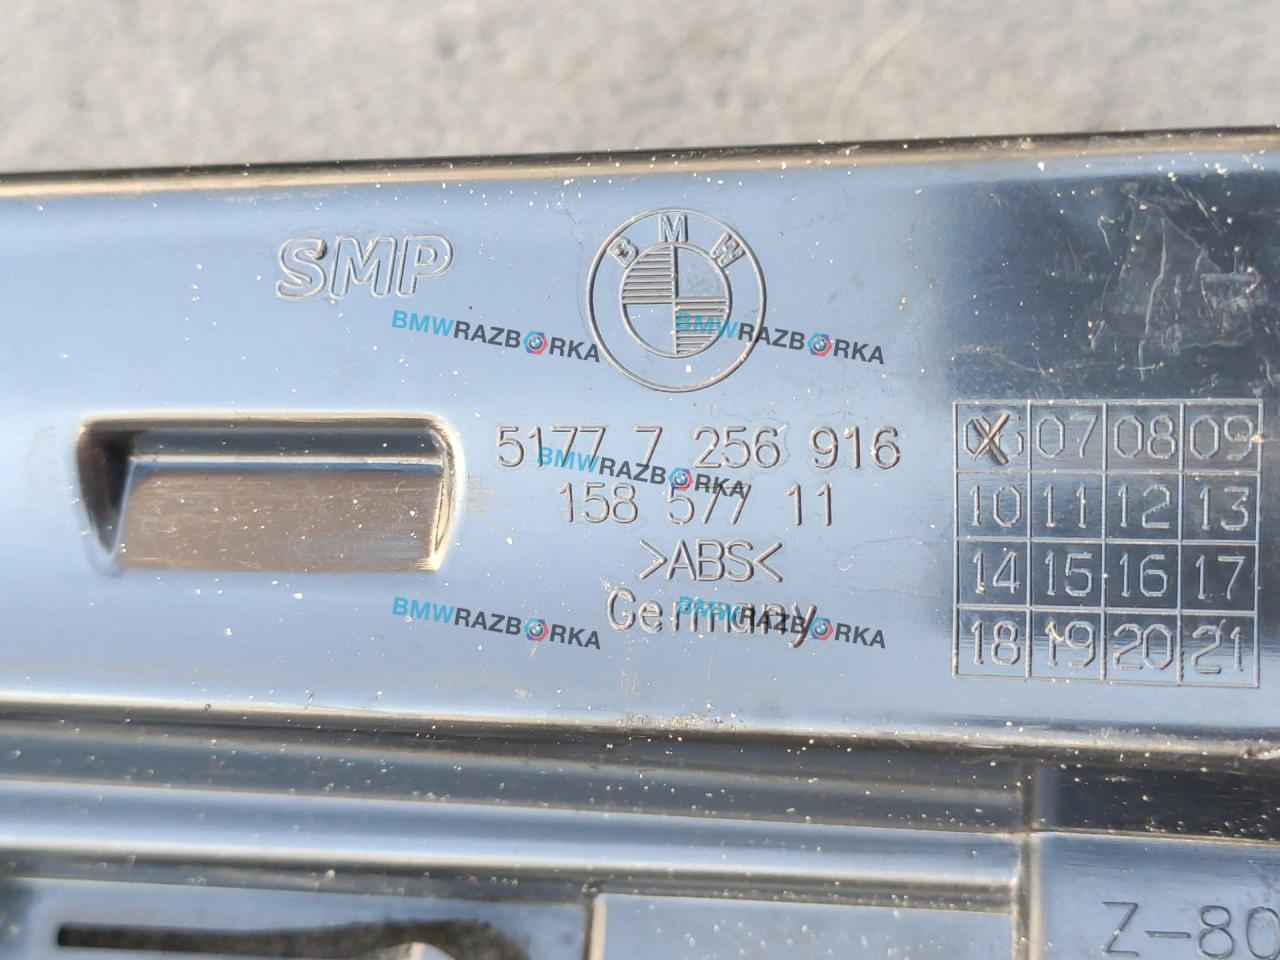 SMP
BMW
BMWRAZBORKA
BMWRAZBORKA
5177 7 256 916
BMWRAZBORKA
158 577 11
>ABS<
Germany
BMWRAZBORKA
BMWRAZBORKA
06 07 08 09
10 11 12 13
14 15 16 17
18 19 20 21
Z-80